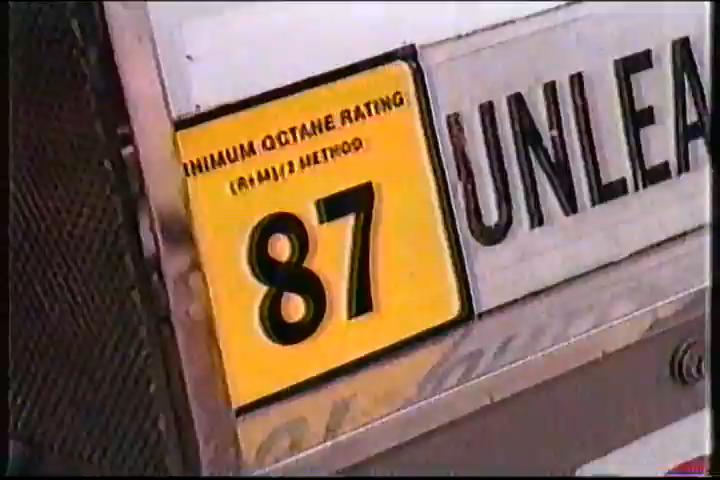 INIMUM OCTANE RATING
(R+M)/2 METHOD
87
UNLEA